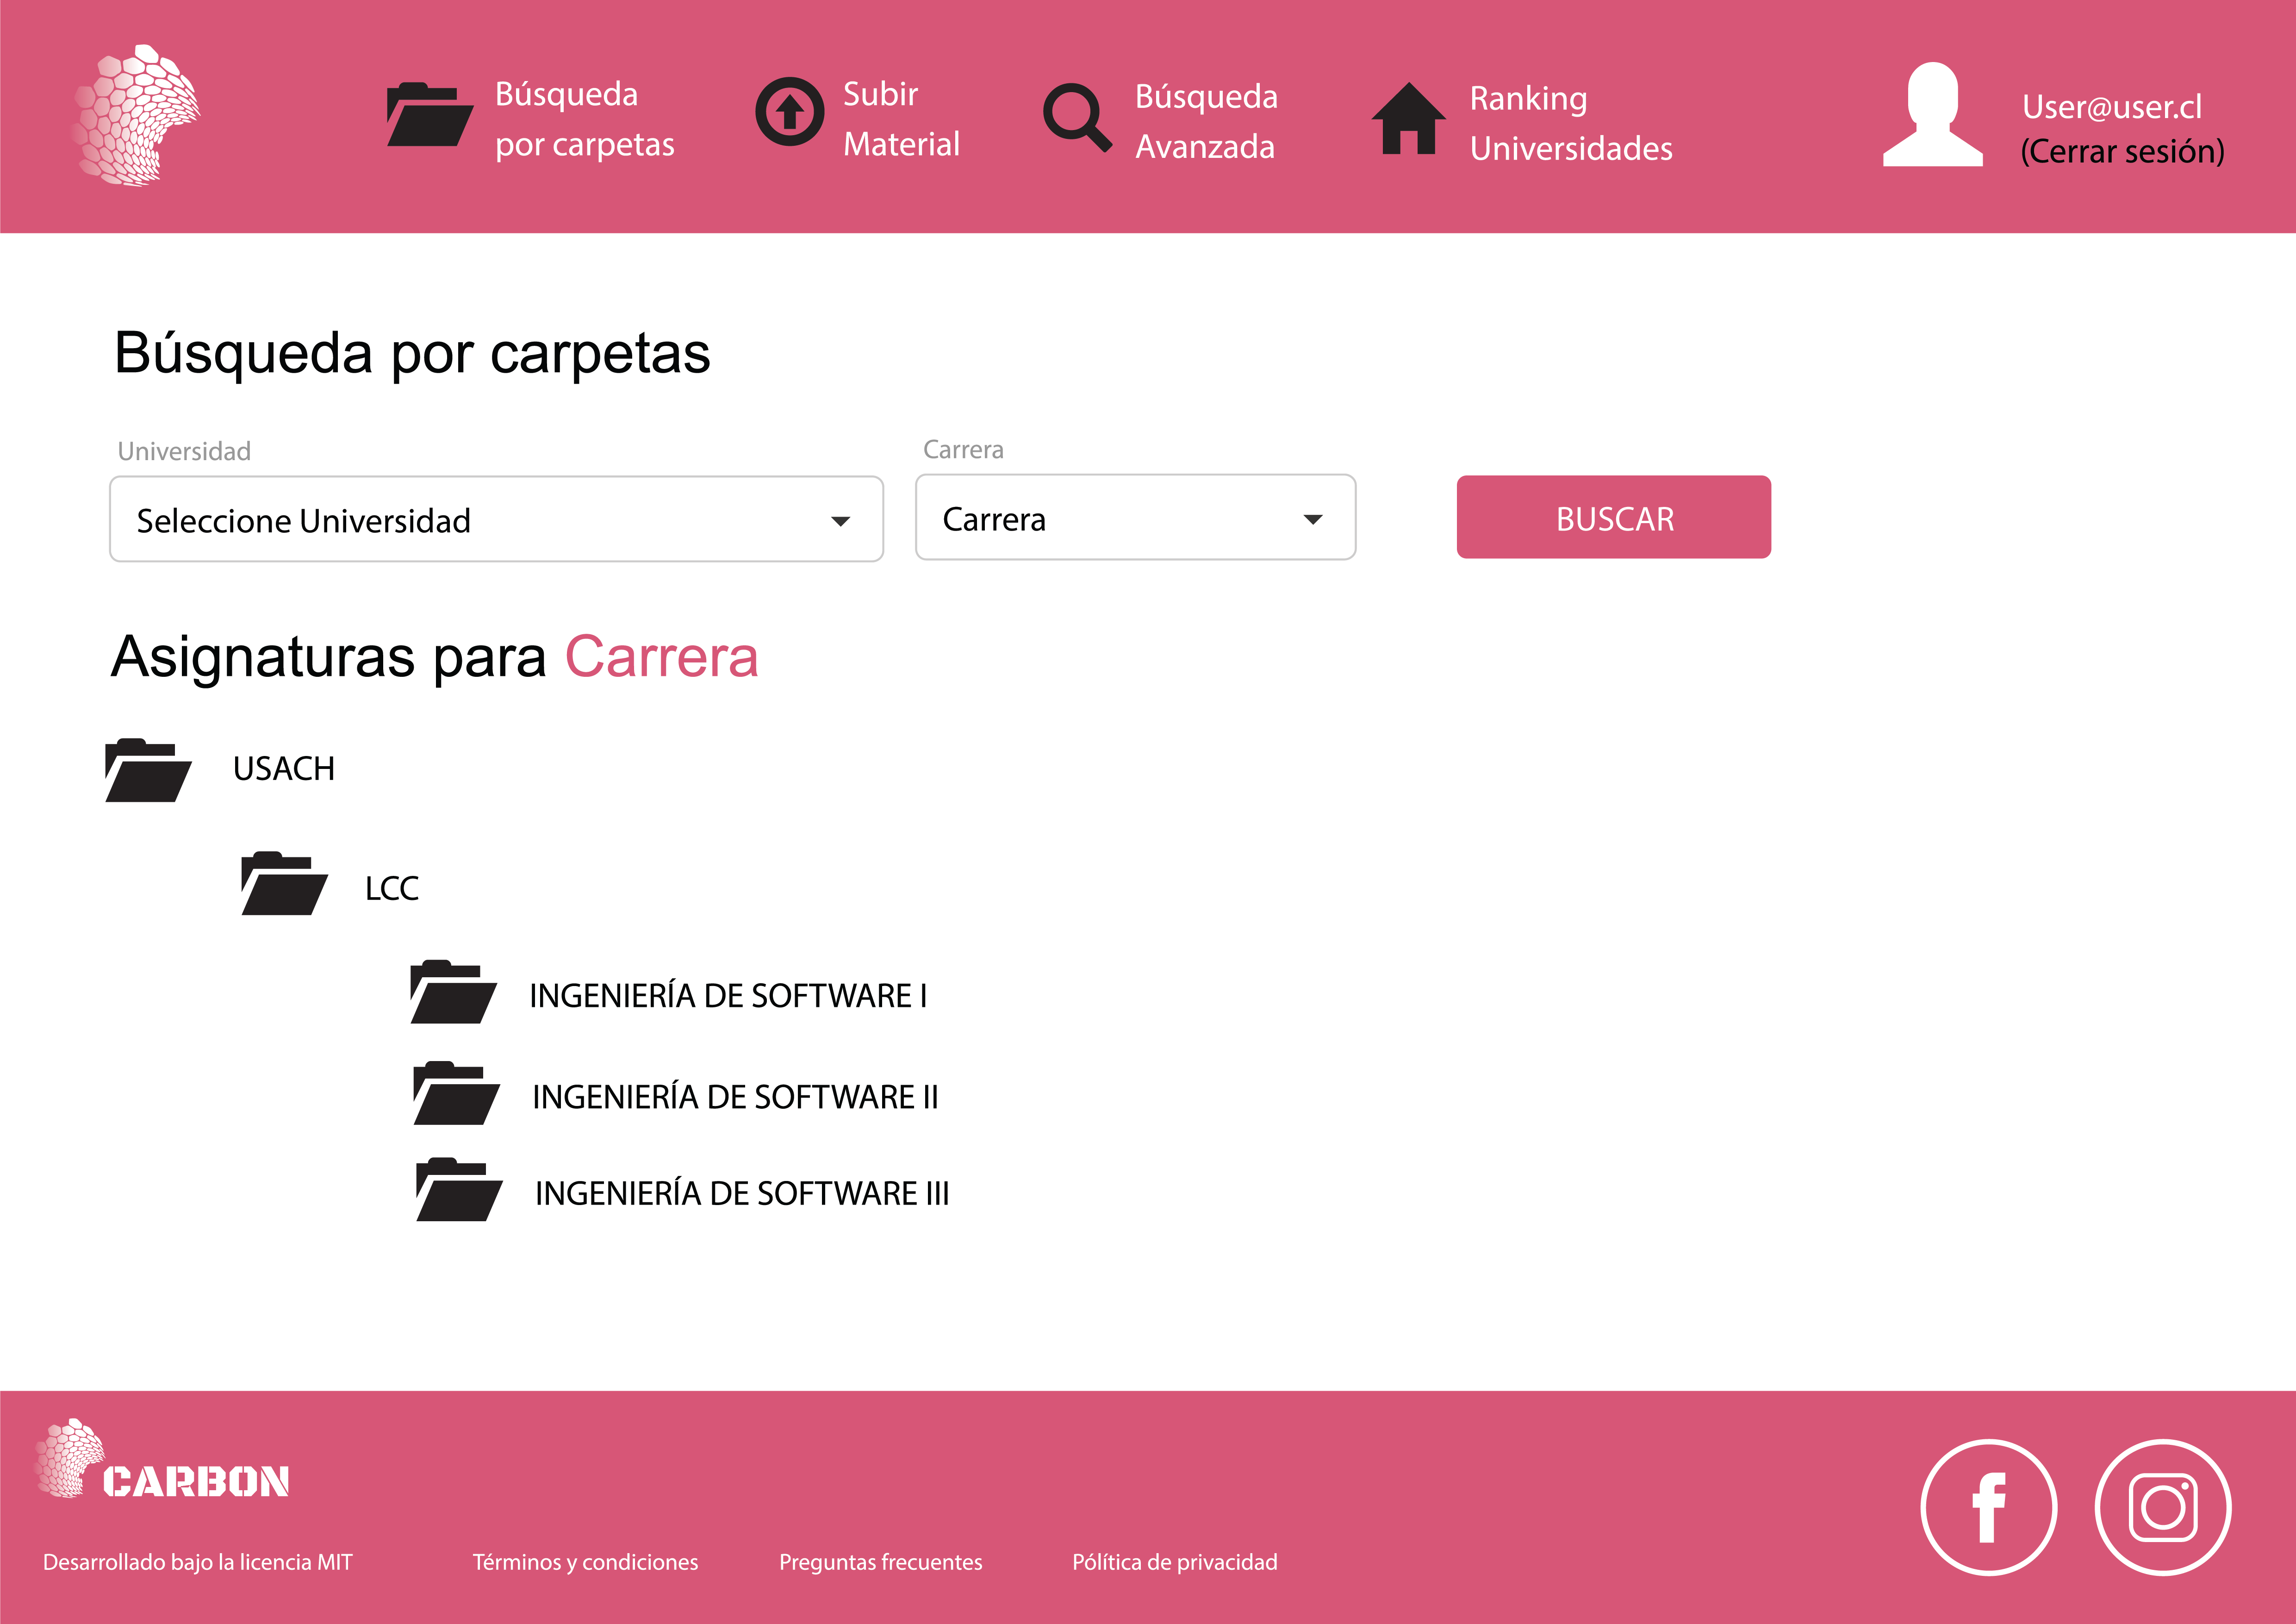 Búsqueda
por carpetas
Subir
Material
Búsqueda
Avanzada
Ranking
Universidades
User@user.cl
(Cerrar sesión)
Búsqueda por carpetas
Universidad
Seleccione Universidad
Carrera
Carrera
BUSCAR
Asignaturas para Carrera
USACH
LCC
INGENIERÍA DE SOFTWARE I
INGENIERÍA DE SOFTWARE II
INGENIERÍA DE SOFTWARE III
CARBON
Desarrollado bajo la licencia MIT
Términos y condiciones
Preguntas frecuentes
Pólítica de privacidad